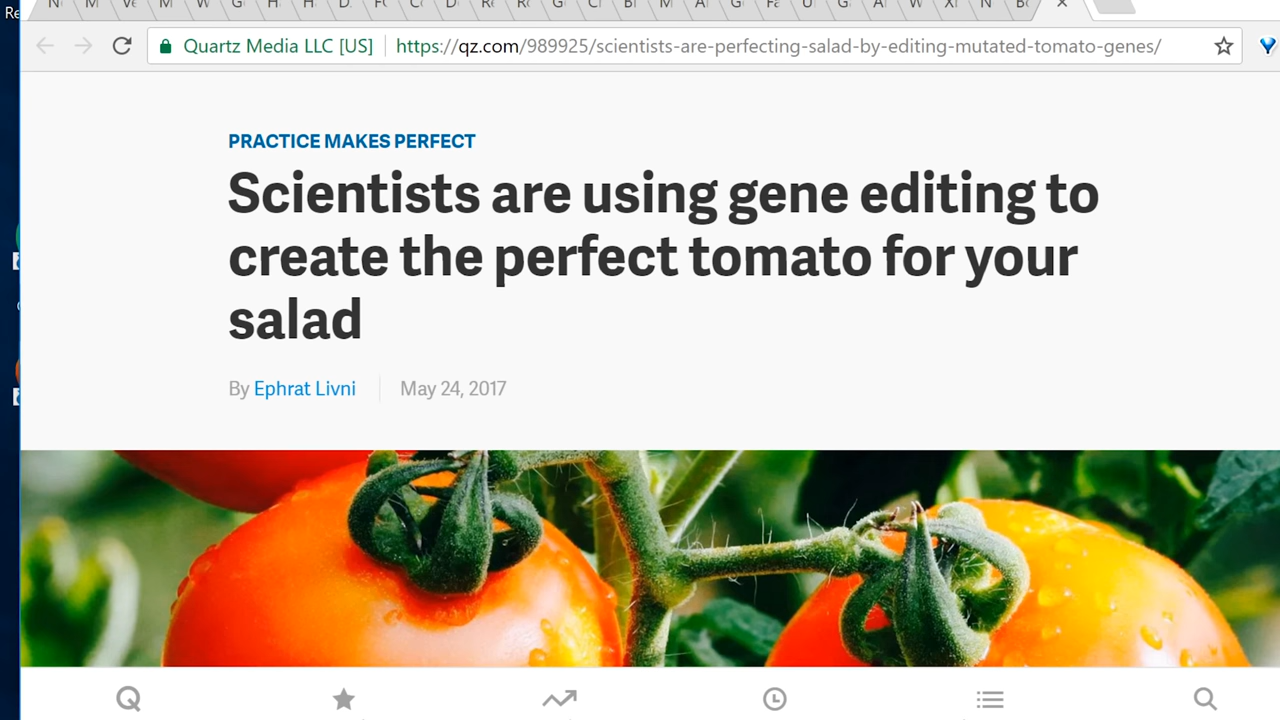 Quartz Media LLC [US]
https://qz.com/989925/scientists-are-perfecting-salad-by-editing-mutated-tomato-genes/
PRACTICE MAKES PERFECT
Scientists are using gene editing to
create the perfect tomato for your
salad
By Ephrat Livni
May 24, 2017